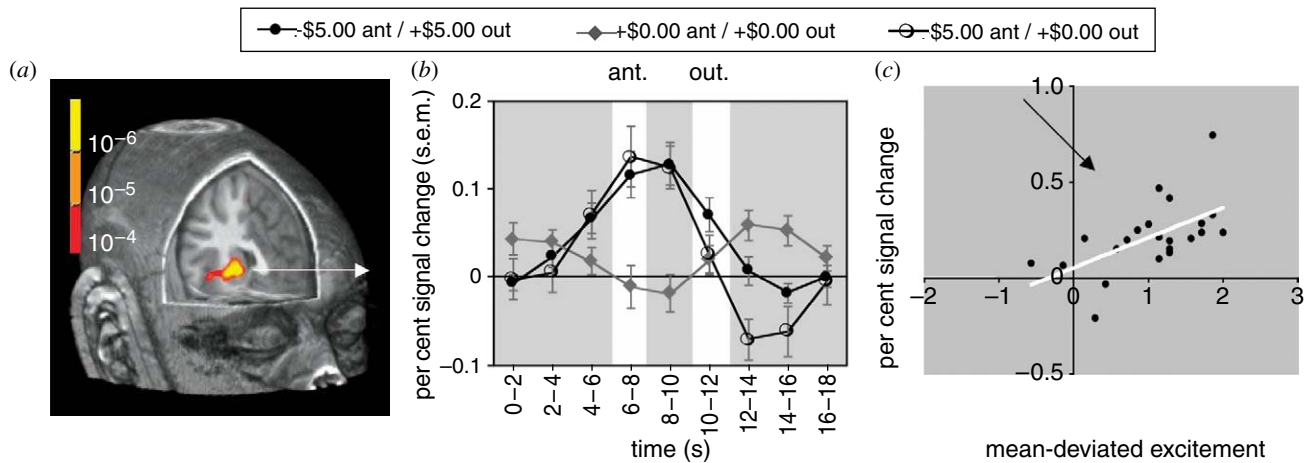 -$5.00 ant / +$5.00 out
+$0.00 ant / +$0.00 out
-$5.00 ant / +$0.00 out
(a)
10−6
10−5
10−4
(b)
ant.
out.
per cent signal change (s.e.m.)
0.2
0.1
0
−0.1
0–2
2–4
4–6
6–8
8–10
10–12
12–14
14–16
16–18
time (s)
(c)
per cent signal change
1.0
0.5
0
−0.5
−2
−1
0
1
2
3
mean-deviated excitement